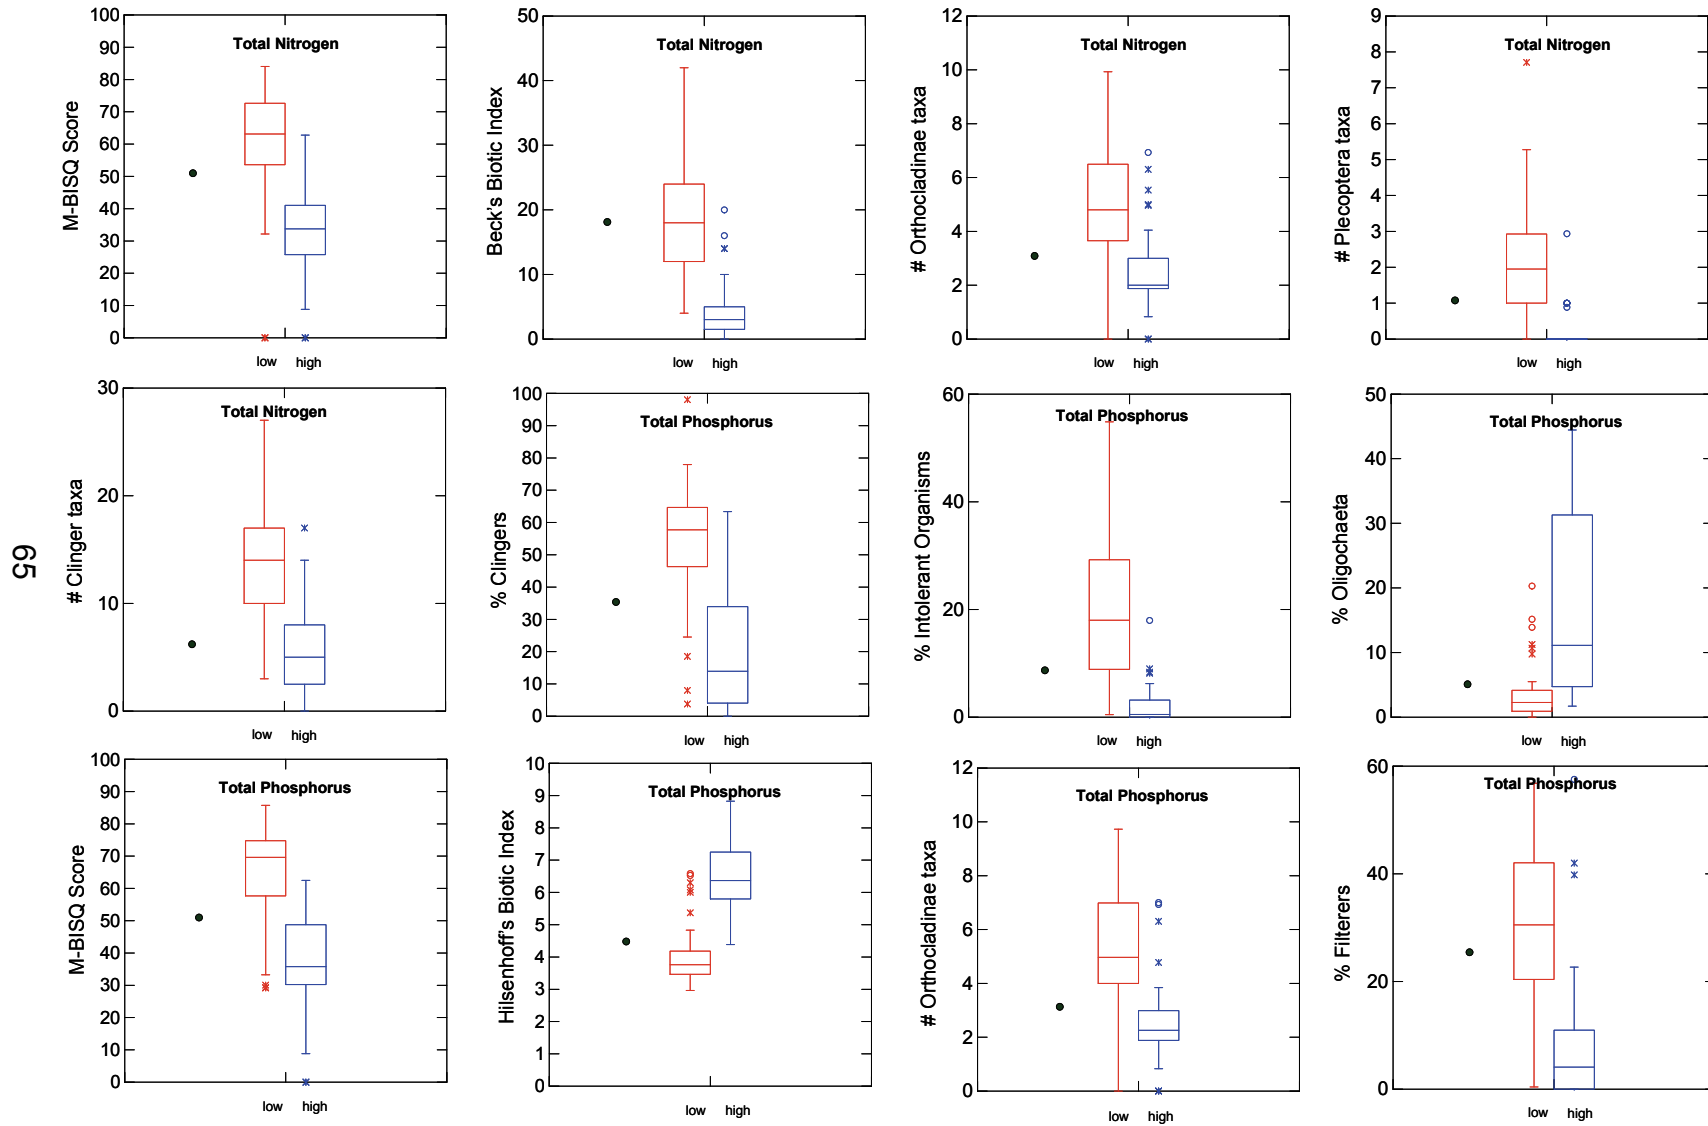 Total Nitrogen
M-BISQ Score
100
90
80
70
60
50
40
30
20
10
0
low high
Total Nitrogen
Beck's Biotic Index
50
40
30
20
10
0
low high
Total Nitrogen
# Orthocladinae taxa
12
10
8
6
4
2
0
low high
Total Nitrogen
# Plecoptera taxa
9
8
7
6
5
4
3
2
1
0
low high
65
Total Nitrogen
# Clinger taxa
30
20
10
0
low high
Total Phosphorus
% Clingers
100
90
80
70
60
50
40
30
20
10
0
low high
Total Phosphorus
% Intolerant Organisms
60
40
20
0
low high
Total Phosphorus
% Oligochaeta
50
40
30
20
10
0
low high
Total Phosphorus
M-BISQ Score
100
90
80
70
60
50
40
30
20
10
0
low high
Total Phosphorus
Hilsenhoff's Biotic Index
10
9
8
7
6
5
4
3
2
1
0
low high
Total Phosphorus
# Orthocladinae taxa
12
10
8
6
4
2
0
low high
Total Phosphorus
% Filterers
60
40
20
0
low high